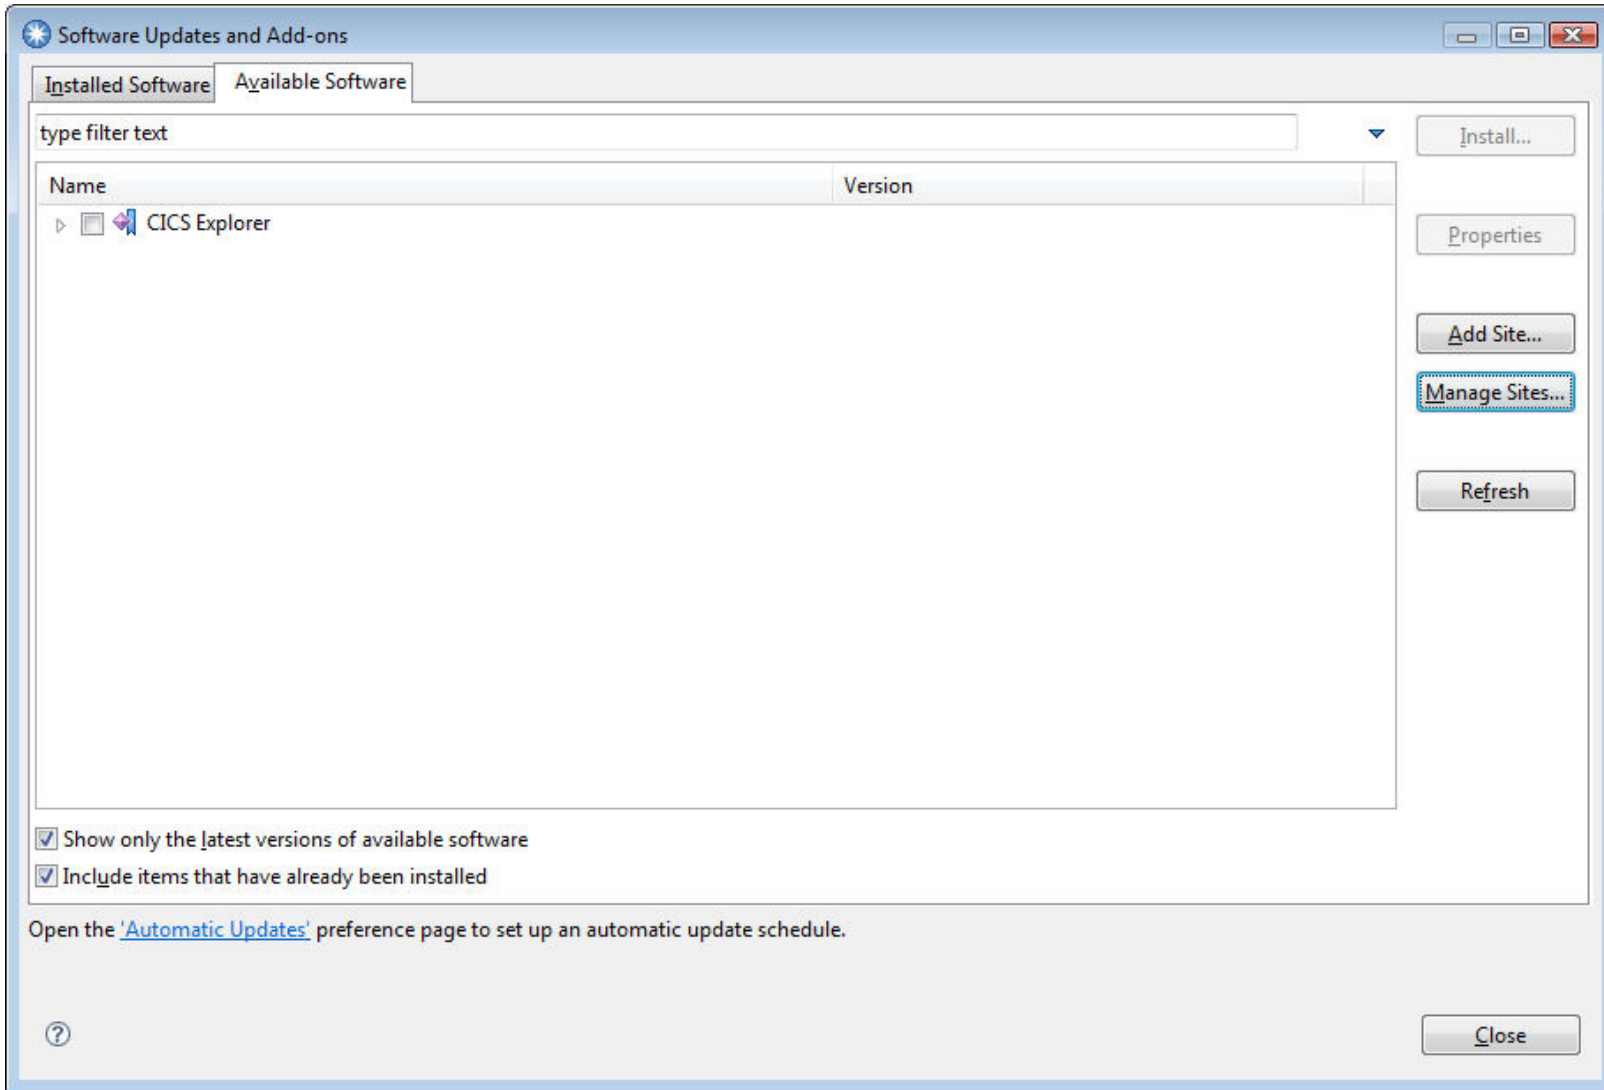 Software Updates and Add-ons
Installed Software
Available Software
type filter text
Install...
Name
Version
CICS Explorer
Properties
Add Site...
Manage Sites...
Refresh
Show only the latest versions of available software
Include items that have already been installed
Open the 'Automatic Updates' preference page to set up an automatic update schedule.
?
Close